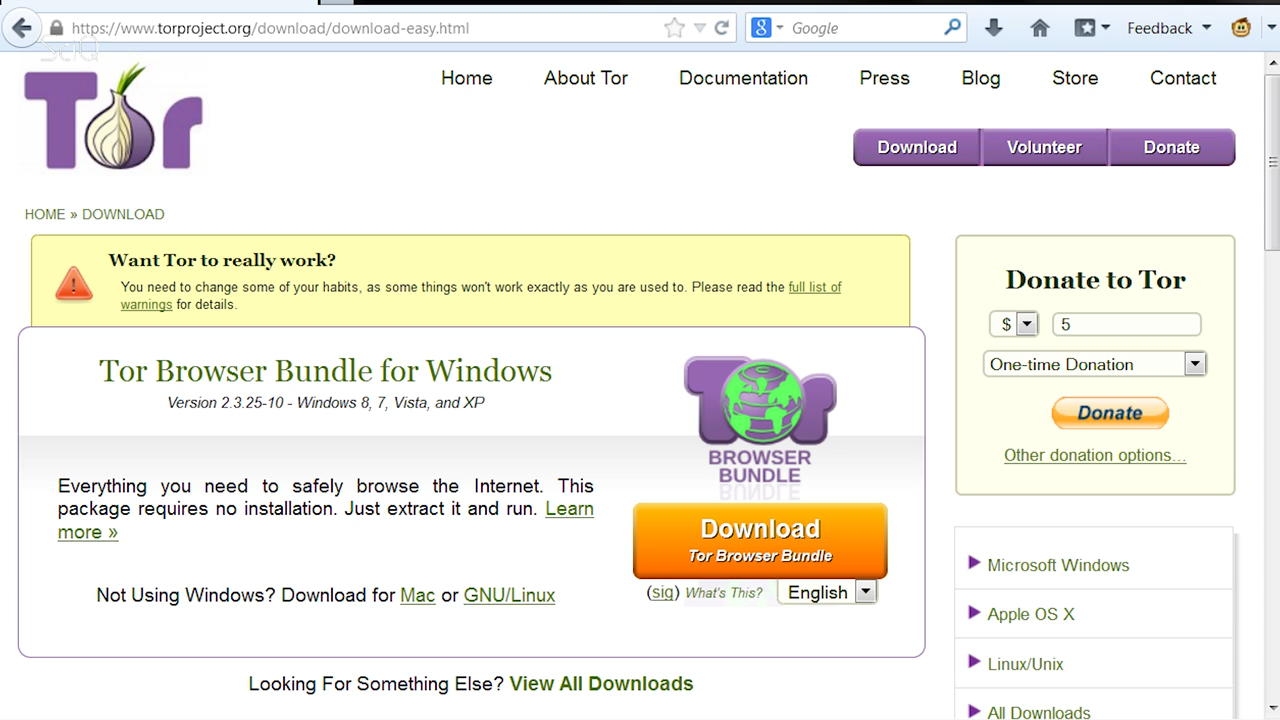 https://www.torproject.org/download/download-easy.html
Google
Feedback
SaiQ
Tor
Home
About Tor
Documentation
Press
Blog
Store
Contact
Download
Volunteer
Donate
HOME » DOWNLOAD
Want Tor to really work?
You need to change some of your habits, as some things won't work exactly as you are used to. Please read the full list of
warnings for details.
Tor Browser Bundle for Windows
Version 2.3.25-10 - Windows 8, 7, Vista, and XP
Everything you need to safely browse the Internet. This
package requires no installation. Just extract it and run. Learn
more »
Not Using Windows? Download for Mac or GNU/Linux
Tor
BROWSER
BUNDLE
Download
Tor Browser Bundle
(sig) What's This? English
Looking For Something Else? View All Downloads
Donate to Tor
$ 5
One-time Donation
Donate
Other donation options...
Microsoft Windows
Apple OS X
Linux/Unix
All Downloads